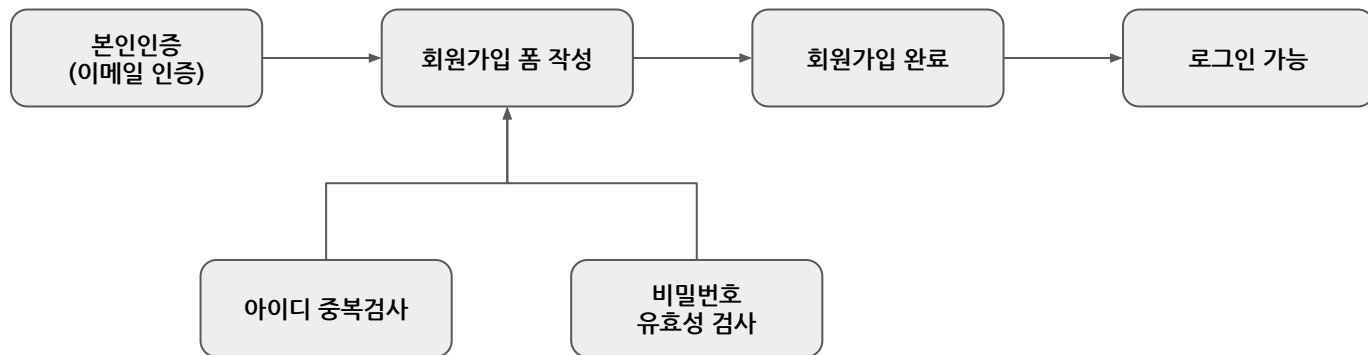 본인인증
(이메일 인증)
회원가입 폼 작성
회원가입 완료
로그인 가능
아이디 중복검사
비밀번호
유효성 검사